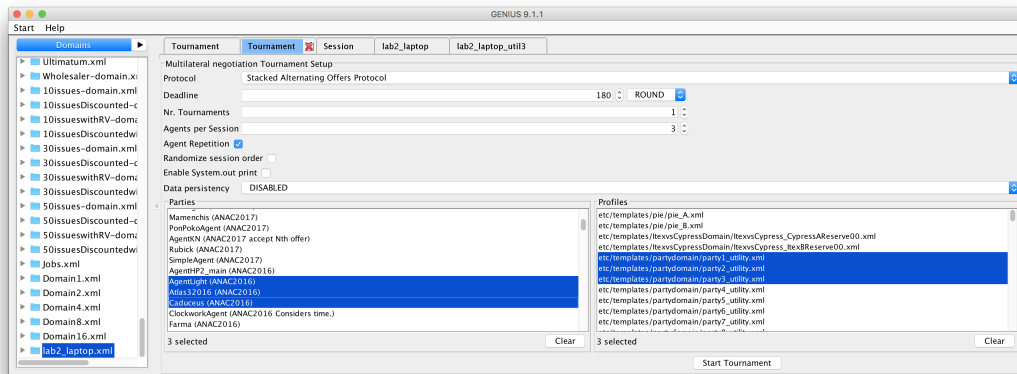 GENIUS 9.1.1
Start Help
Domains
Ultimatum.xml
Wholesaler-domain.x
10issues-domain.xml
10issuesDiscounted-c
10issueswithRV-doma
10issuesDiscountedwi
30issues-domain.xml
30issuesDiscounted-c
30issueswithRV-doma
30issuesDiscountedwi
50issues-domain.xml
50issuesDiscounted-c
50issueswithRV-doma
50issuesDiscountedwi
Jobs.xml
Domain1.xml
Domain2.xml
Domain4.xml
Domain8.xml
Domain16.xml
lab2_laptop.xml
Tournament Tournament Session lab2_laptop lab2_laptop_util3
Multilateral negotiation Tournament Setup
Protocol Stacked Alternating Offers Protocol
Deadline 180 ROUND
Nr. Tournaments 1
Agents per Session 3
Agent Repetition
Randomize session order
Enable System.out print
Data persistency DISABLED
Parties
Mamenchis (ANAC2017)
PonPokoAgent (ANAC2017)
AgentKN (ANAC2017 accept Nth offer)
Rubick (ANAC2017)
SimpleAgent (ANAC2017)
AgentHP2_main (ANAC2016)
AgentLight (ANAC2016)
Atlas32016 (ANAC2016)
Caduceus (ANAC2016)
ClockworkAgent (ANAC2016 Considers time.)
Farma (ANAC2016)
3 selected Clear
Profiles
etc/templates/pie/pie_A.xml
etc/templates/pie/pie_B.xml
etc/templates/ItexvsCypressDomain/ItexvsCypress_CypressAReserve00.xml
etc/templates/ItexvsCypressDomain/ItexvsCypress_ItexBReserve00.xml
etc/templates/partydomain/party1_utility.xml
etc/templates/partydomain/party2_utility.xml
etc/templates/partydomain/party3_utility.xml
etc/templates/partydomain/party4_utility.xml
etc/templates/partydomain/party5_utility.xml
etc/templates/partydomain/party6_utility.xml
etc/templates/partydomain/party7_utility.xml
3 selected Clear
Start Tournament